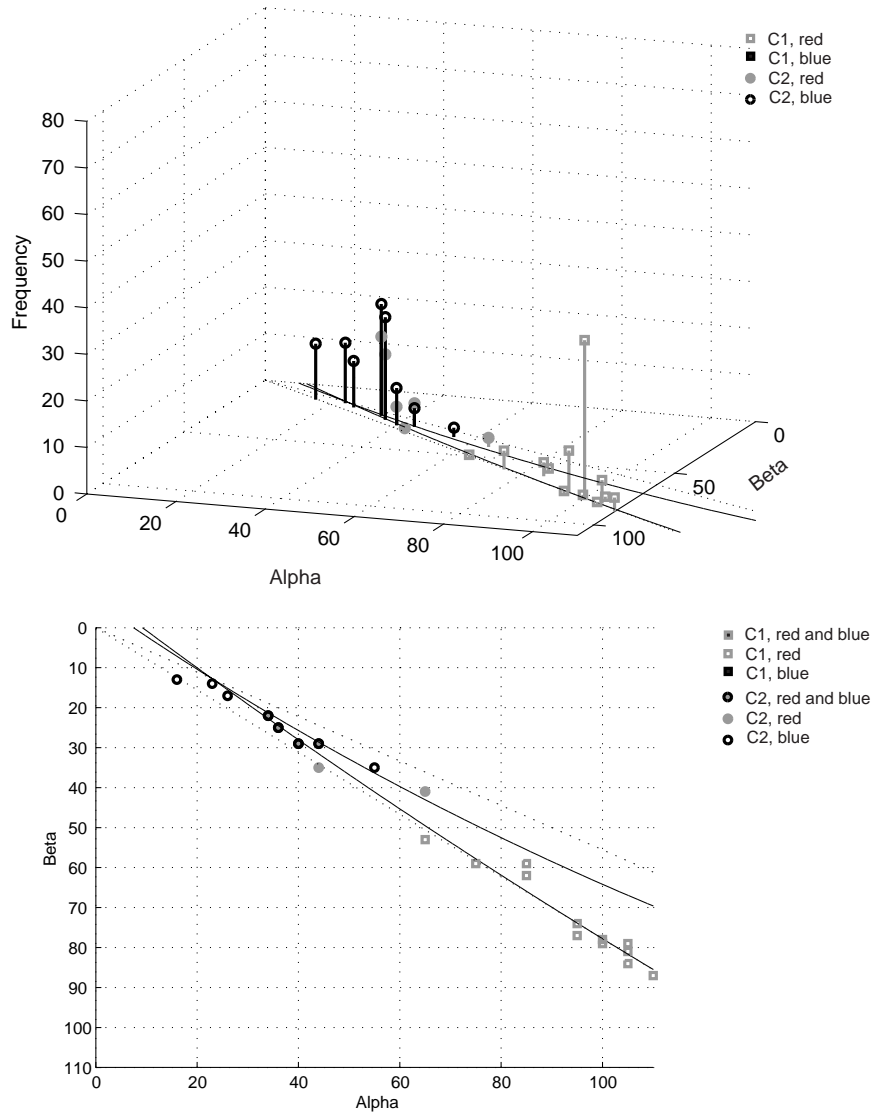 C1, red
C1, blue
C2, red
C2, blue
80
70
60
50
40
30
20
10
0
Frequency
0
20
40
60
80
100
Alpha
0
50
100
Beta
C1, red and blue
C1, red
C1, blue
C2, red and blue
C2, red
C2, blue
0
10
20
30
40
50
60
70
80
90
100
110
Beta
0
20
40
60
80
100
Alpha